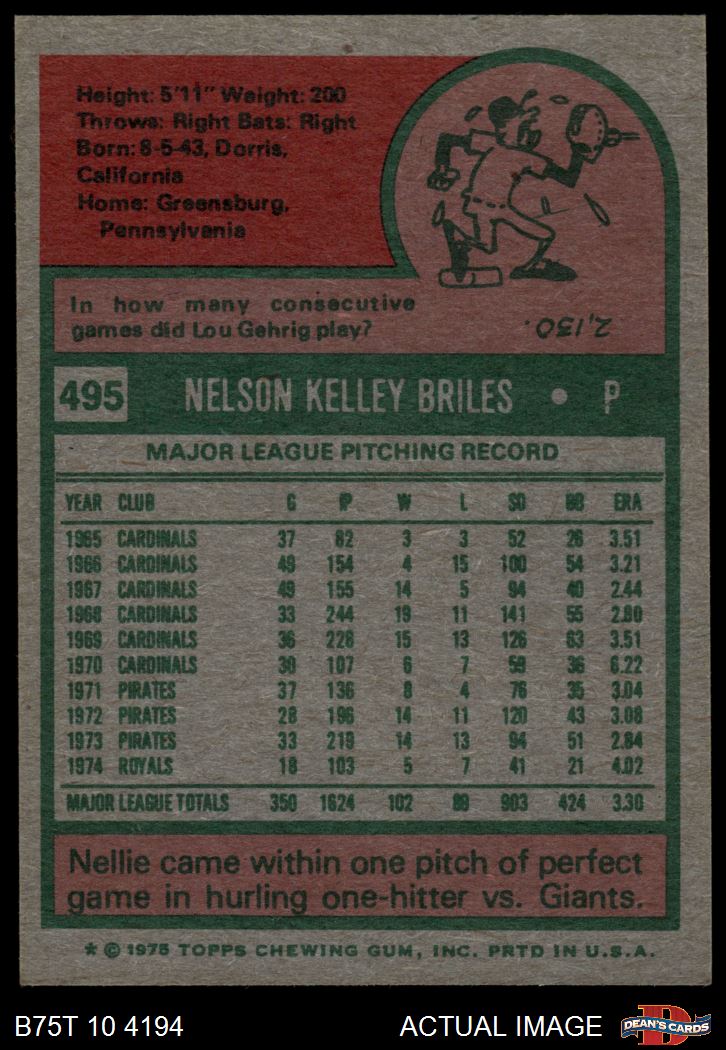 Height: 5'11" Weight: 200
Throws: Right Bats: Right
Born: 8-5-43, Dorris,
California
Home: Greensburg,
Pennsylvania
In how many consecutive
games did Lou Gehrig play?
2,130.
495 NELSON KELLEY BRILES • P
MAJOR LEAGUE PITCHING RECORD
YEAR CLUB G IP W L SO BB ERA
1965 CARDINALS 37 82 3 3 52 26 3.51
1966 CARDINALS 49 154 4 15 100 54 3.21
1967 CARDINALS 49 155 14 5 94 40 2.44
1968 CARDINALS 33 244 19 11 141 55 2.80
1969 CARDINALS 36 228 15 13 126 63 3.51
1970 CARDINALS 30 107 6 7 59 36 6.22
1971 PIRATES 37 136 8 4 76 35 3.04
1972 PIRATES 28 196 14 11 120 43 3.08
1973 PIRATES 33 219 14 13 94 51 2.84
1974 ROYALS 18 103 5 7 41 21 4.02
MAJOR LEAGUE TOTALS 350 1624 102 89 903 424 3.30
Nellie came within one pitch of perfect
game in hurling one-hitter vs. Giants.
* © 1975 TOPPS CHEWING GUM, INC. PRTD IN U.S.A.
B75T 10 4194 ACTUAL IMAGE DEAN'S CARDS